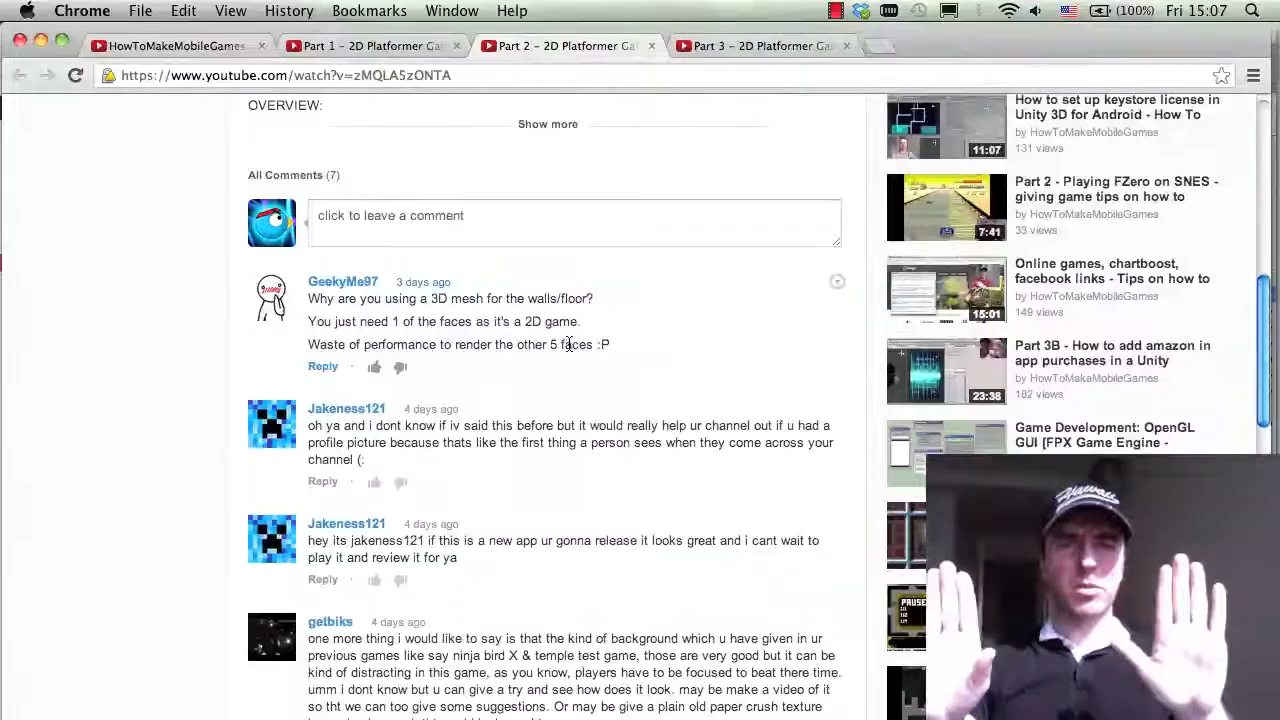 Chrome File Edit View History Bookmarks Window Help (100%) Fri 15:07
HowToMakeMobileGames Part 1 - 2D Platformer Ga Part 2 - 2D Platformer Ga Part 3 - 2D Platformer Ga
https://www.youtube.com/watch?v=zMQLA5zONTA
OVERVIEW:
Show more
All Comments (7)
click to leave a comment
GeekyMe97 3 days ago
Why are you using a 3D mesh for the walls/floor?
You just need 1 of the faces as it's a 2D game.
Waste of performance to render the other 5 faces :P
Reply
Jakeness121 4 days ago
oh ya and i dont know if iv said this before but it would really help ur channel out if u had a
profile picture because thats like the first thing a person sees when they come across your
channel (:
Reply
Jakeness121 4 days ago
hey its jakeness121 if this is a new app ur gonna release it looks great and i cant wait to
play it and review it for ya
Reply
getbiks 4 days ago
one more thing i would like to say is that the kind of background which u have given in ur
previous games like say mega bird X & temple test game, those are very good but it can be
kind of distracting in this game, as you know, players have to be focused to beat there time.
umm i dont know but u can give a try and see how does it look. may be make a video of it
so tht we can too give some suggestions. Or may be give a plain old paper crush texture
How to set up keystore license in
Unity 3D for Android - How To
by HowToMakeMobileGames
131 views
11:07
Part 2 - Playing FZero on SNES -
giving game tips on how to
by HowToMakeMobileGames
33 views
7:41
Online games, chartboost,
facebook links - Tips on how to
by HowToMakeMobileGames
149 views
15:01
Part 3B - How to add amazon in
app purchases in a Unity
by HowToMakeMobileGames
182 views
23:38
Game Development: OpenGL
GUI [FPX Game Engine -
PAUSE